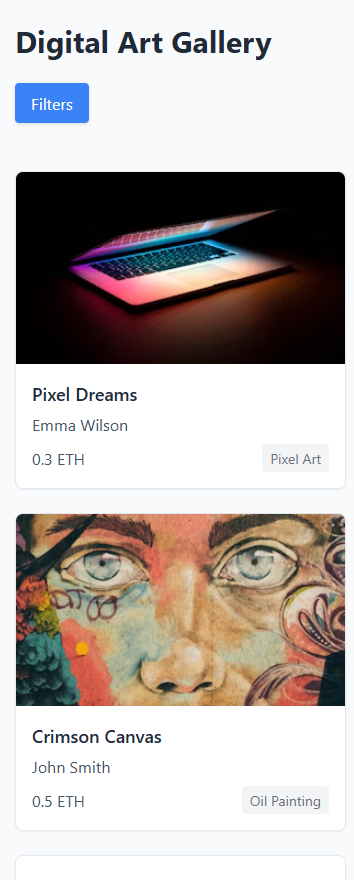 Digital Art Gallery
Filters
Pixel Dreams
Emma Wilson
0.3 ETH
Pixel Art
Crimson Canvas
John Smith
0.5 ETH
Oil Painting